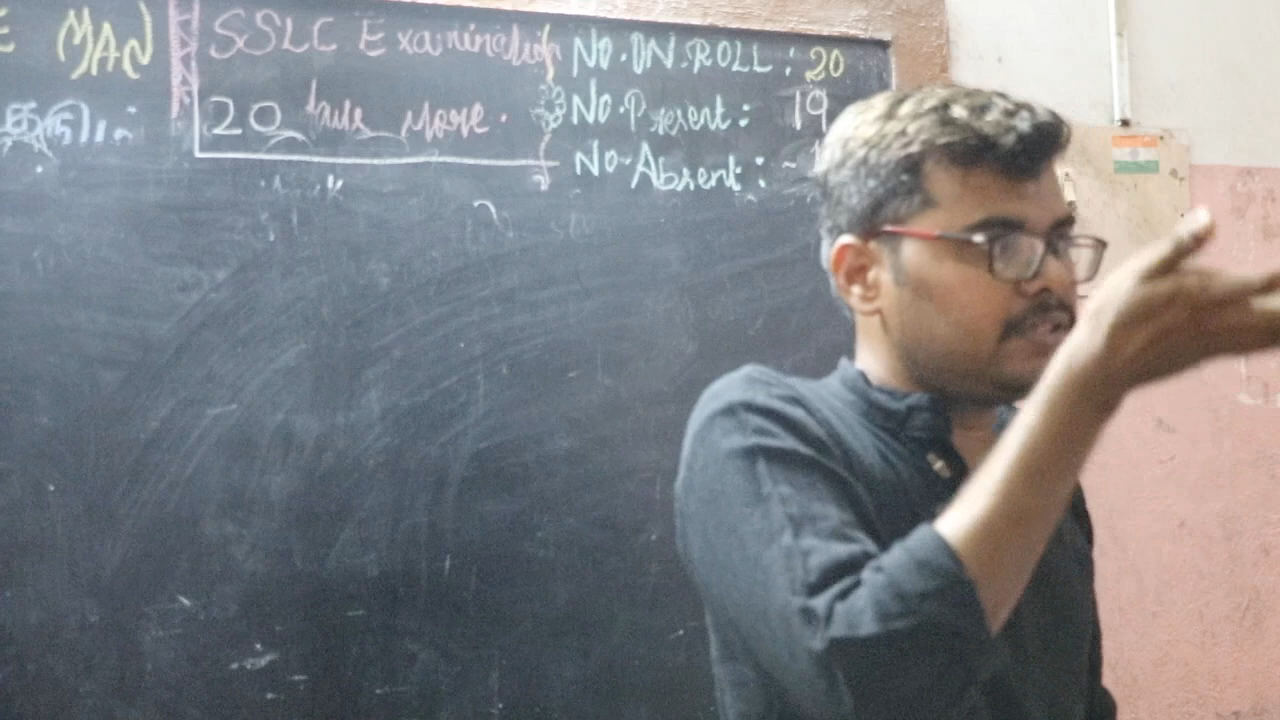 E MAN
SSLC Examination
20 days More.
No.ON.ROLL : 20
No.Present : 19
No.Absent :